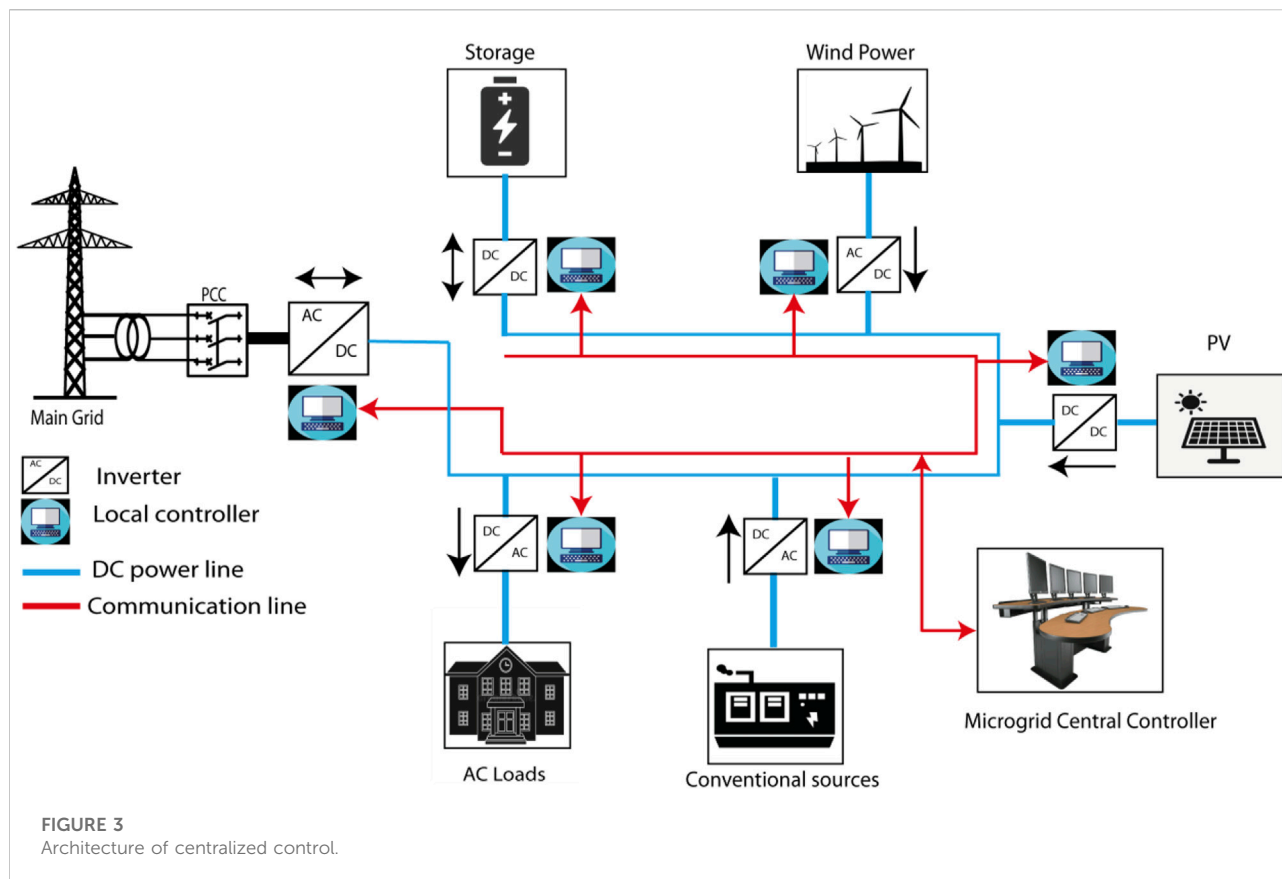 Storage
Wind Power
DC
DC
AC
DC
PCC
AC
DC
PV
DC
DC
Main Grid
AC
DC
Inverter
Local controller
DC power line
Communication line
DC
AC
DC
AC
AC Loads
Conventional sources
Microgrid Central Controller
FIGURE 3
Architecture of centralized control.